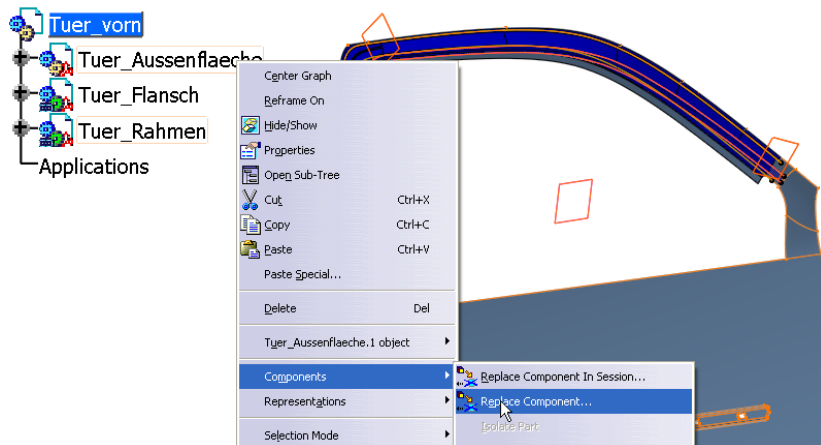 Tuer_vorn
Tuer_Aussenflaeche
Tuer_Flansch
Tuer_Rahmen
Applications
Center Graph
Reframe On
Hide/Show
Properties
Open Sub-Tree
Cut Ctrl+X
Copy Ctrl+C
Paste Ctrl+V
Paste Special...
Delete Del
Tuer_Aussenflaeche.1 object
Components
Representations
Selection Mode
Replace Component In Session...
Replace Component...
Isolate Part